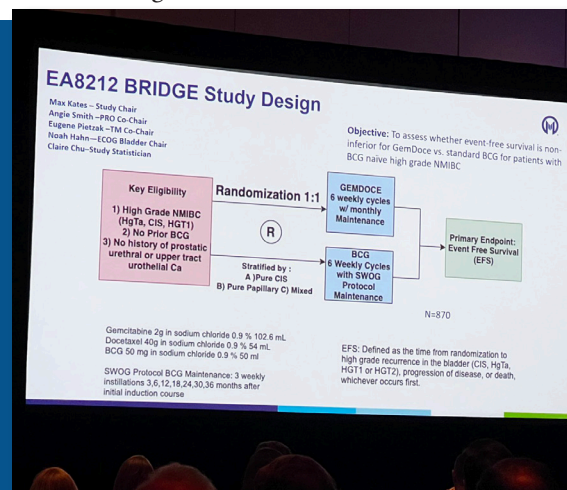 EA8212 BRIDGE Study Design
Max Kates – Study Chair
Angie Smith –PRO Co-Chair
Eugene Pietzak –TM Co-Chair
Noah Hahn—ECOG Bladder Chair
Claire Chu–Study Statistician
Objective: To assess whether event-free survival is non-
inferior for GemDoce vs. standard BCG for patients with
BCG naive high grade NMIBC
Key Eligibility
1) High Grade NMIBC
(HgTa, CIS, HGT1)
2) No Prior BCG
3) No history of prostatic
urethral or upper tract
urothelial Ca
Randomization 1:1
R
Stratified by :
A )Pure CIS
B) Pure Papillary C) Mixed
GEMDOCE
6 weekly cycles
w/ monthly
Maintenance
BCG
6 Weekly Cycles
with SWOG
Protocol
Maintenance
Primary Endpoint:
Event Free Survival
(EFS)
N=870
Gemcitabine 2g in sodium chloride 0.9 % 102.6 mL
Docetaxel 40g in sodium chloride 0.9 % 54 mL
BCG 50 mg in sodium chloride 0.9 % 50 ml
SWOG Protocol BCG Maintenance: 3 weekly
instillations 3,6,12,18,24,30,36 months after
initial induction course
EFS: Defined as the time from randomization to
high grade recurrence in the bladder (CIS, HgTa,
HGT1 or HGT2), progression of disease, or death,
whichever occurs first.